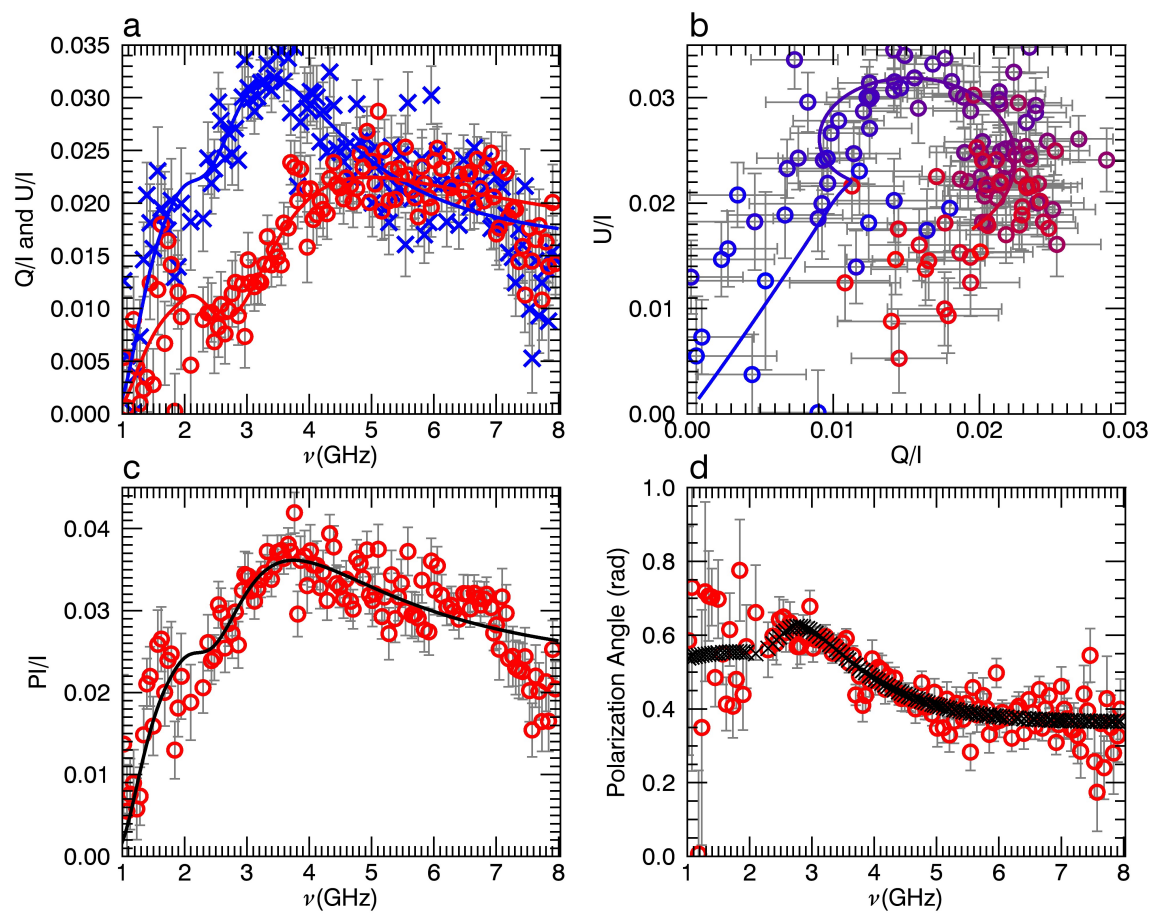 a
0.035
0.030
0.025
0.020
0.015
0.010
0.005
0.000
Q/I and U/I
1 2 3 4 5 6 7 8
ν(GHz)
b
0.03
0.02
0.01
0.00
U/I
0.00 0.01 0.02 0.03
Q/I
c
0.04
0.03
0.02
0.01
0.00
PI/I
1 2 3 4 5 6 7 8
ν(GHz)
d
1.0
0.8
0.6
0.4
0.2
0.0
Polarization Angle (rad)
1 2 3 4 5 6 7 8
ν(GHz)